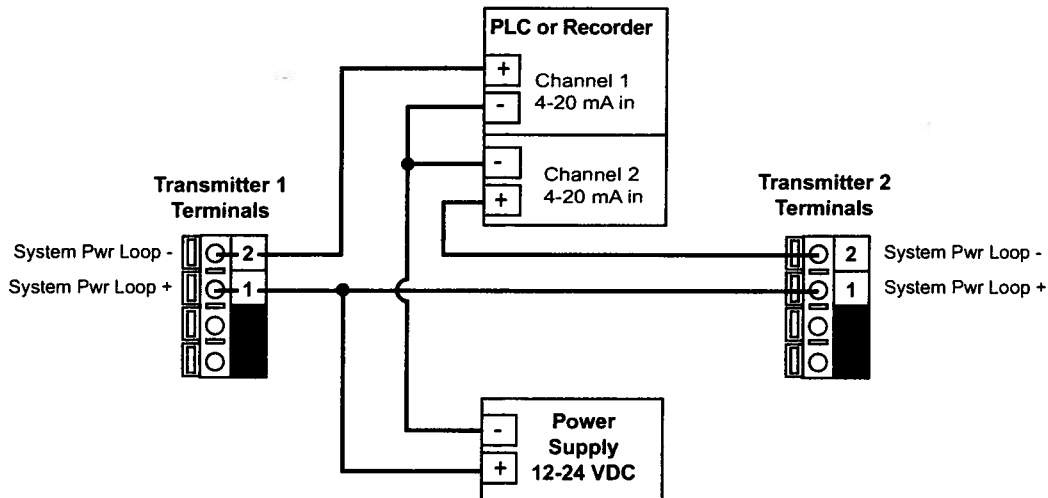 PLC or Recorder
+
Channel 1
4-20 mA in
-
-
Channel 2
4-20 mA in
+
Transmitter 1
Terminals
System Pwr Loop -
2
System Pwr Loop +
1
Transmitter 2
Terminals
2
System Pwr Loop -
1
System Pwr Loop +
-
+
Power
Supply
12-24 VDC